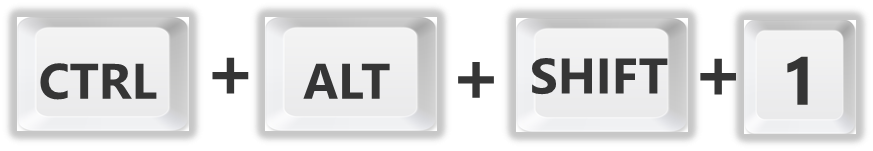 CTRL + ALT + SHIFT + 1